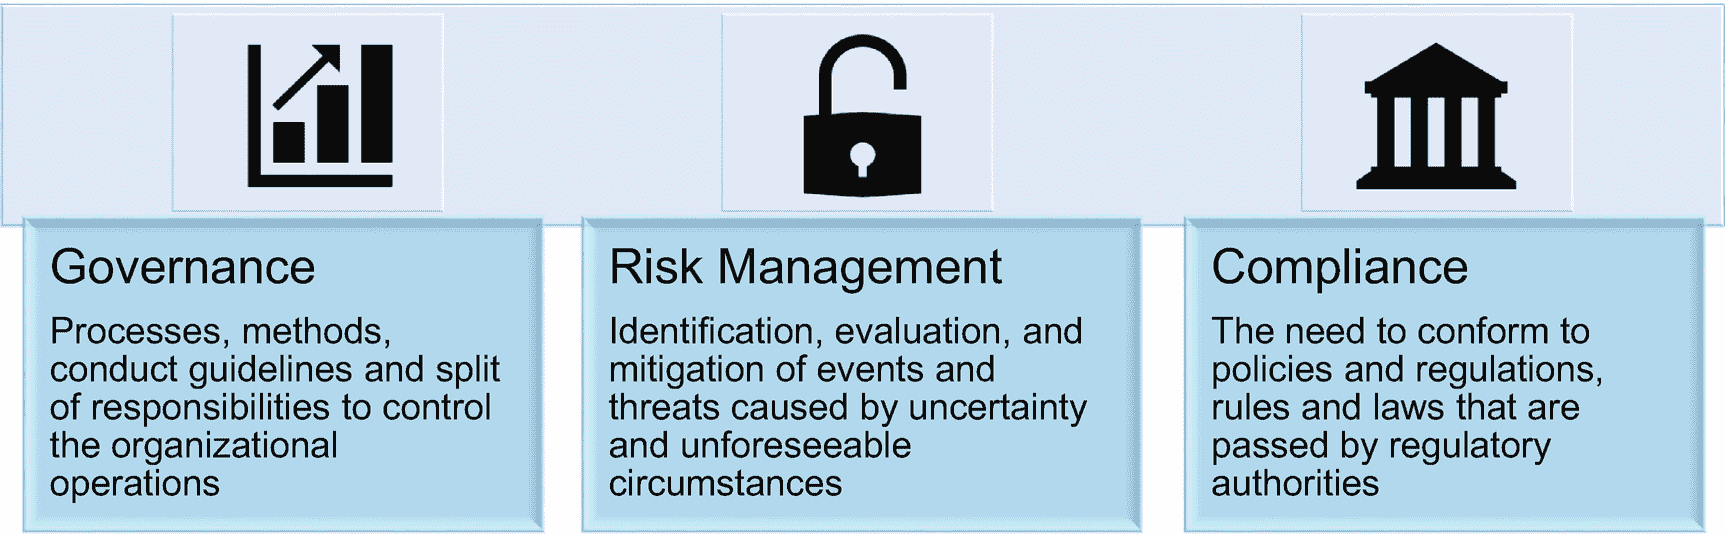 Governance
Processes, methods,
conduct guidelines and split
of responsibilities to control
the organizational
operations
Risk Management
Identification, evaluation, and
mitigation of events and
threats caused by uncertainty
and unforeseeable
circumstances
Compliance
The need to conform to
policies and regulations,
rules and laws that are
passed by regulatory
authorities